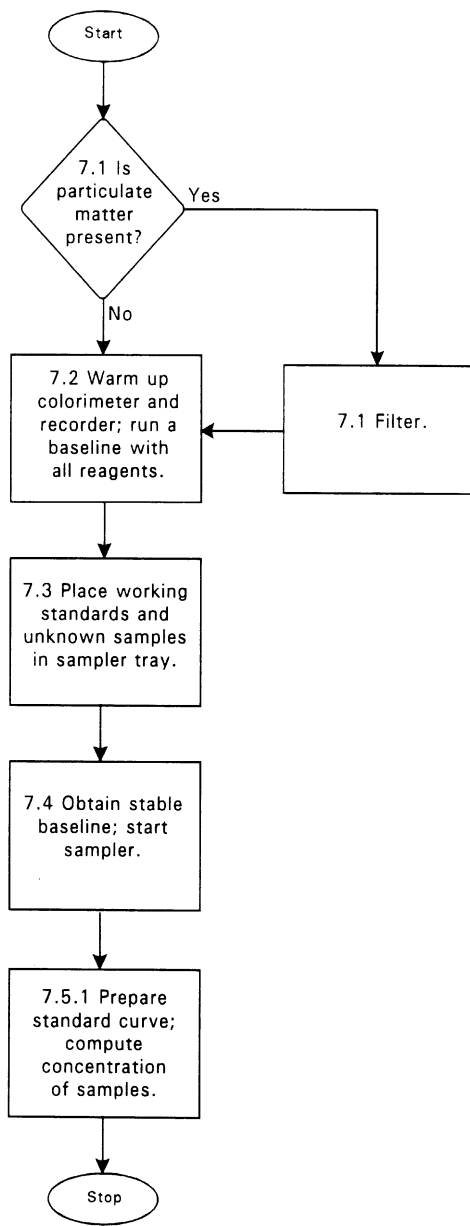 Start
7.1 Is
particulate
matter
present?
Yes
No
7.2 Warm up
colorimeter and
recorder; run a
baseline with
all reagents.
7.1 Filter.
7.3 Place working
standards and
unknown samples
in sampler tray.
7.4 Obtain stable
baseline; start
sampler.
7.5.1 Prepare
standard curve;
compute
concentration
of samples.
Stop